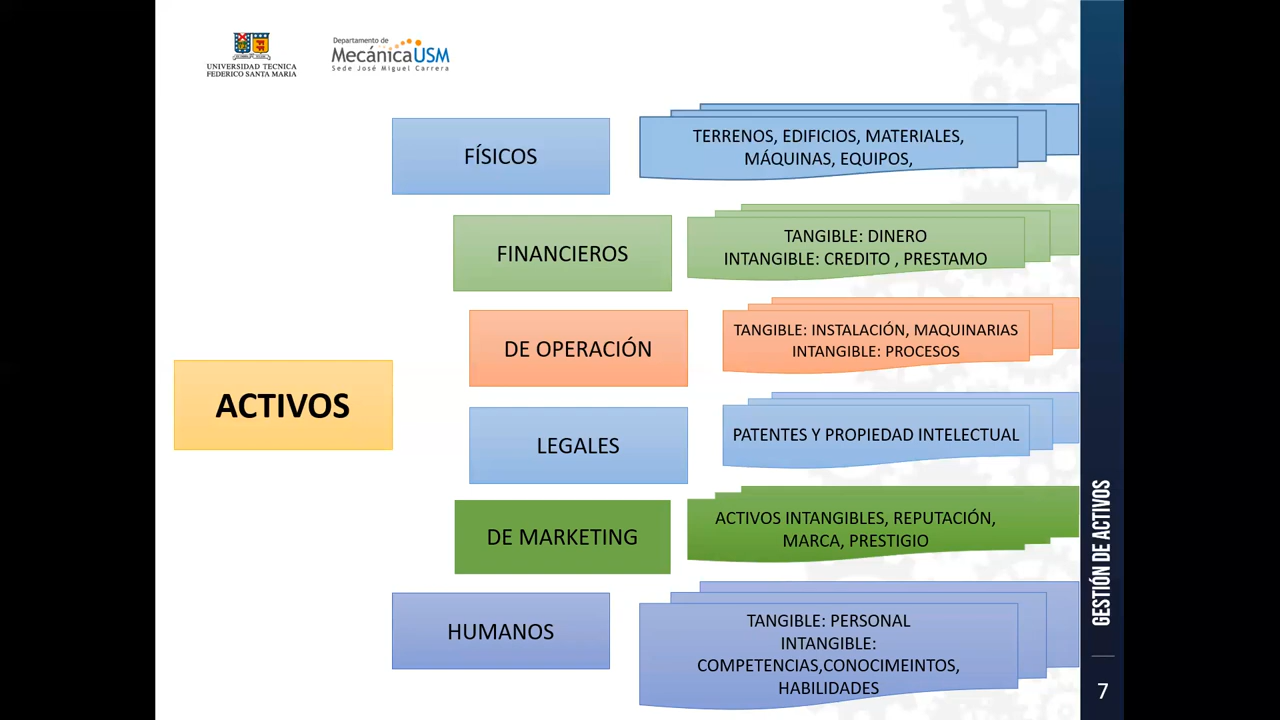 UNIVERSIDAD TECNICA
FEDERICO SANTA MARIA
Departamento de
MecánicaUSM
Sede José Miguel Carrera
FÍSICOS
TERRENOS, EDIFICIOS, MATERIALES,
MÁQUINAS, EQUIPOS,
FINANCIEROS
TANGIBLE: DINERO
INTANGIBLE: CREDITO , PRESTAMO
DE OPERACIÓN
TANGIBLE: INSTALACIÓN, MAQUINARIAS
INTANGIBLE: PROCESOS
ACTIVOS
LEGALES
PATENTES Y PROPIEDAD INTELECTUAL
DE MARKETING
ACTIVOS INTANGIBLES, REPUTACIÓN,
MARCA, PRESTIGIO
HUMANOS
TANGIBLE: PERSONAL
INTANGIBLE:
COMPETENCIAS,CONOCIMEINTOS,
HABILIDADES
GESTIÓN DE ACTIVOS
7